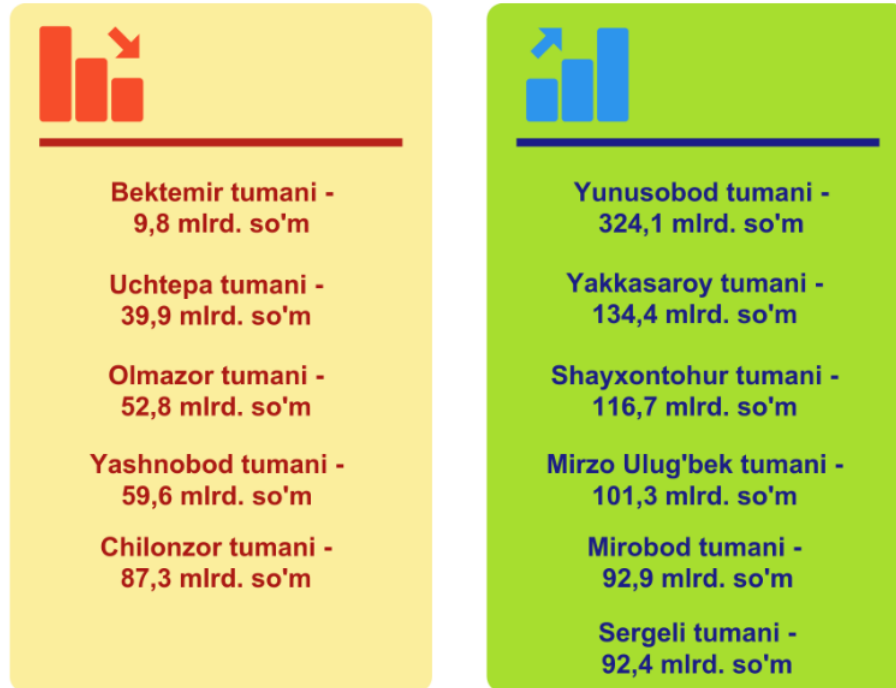 Bektemir tumani -
9,8 mlrd. so'm
Uchtepa tumani -
39,9 mlrd. so'm
Olmazor tumani -
52,8 mlrd. so'm
Yashnobod tumani -
59,6 mlrd. so'm
Chilonzor tumani -
87,3 mlrd. so'm
Yunusobod tumani -
324,1 mlrd. so'm
Yakkasaroy tumani -
134,4 mlrd. so'm
Shayxontohur tumani -
116,7 mlrd. so'm
Mirzo Ulug'bek tumani -
101,3 mlrd. so'm
Mirobod tumani -
92,9 mlrd. so'm
Sergeli tumani -
92,4 mlrd. so'm